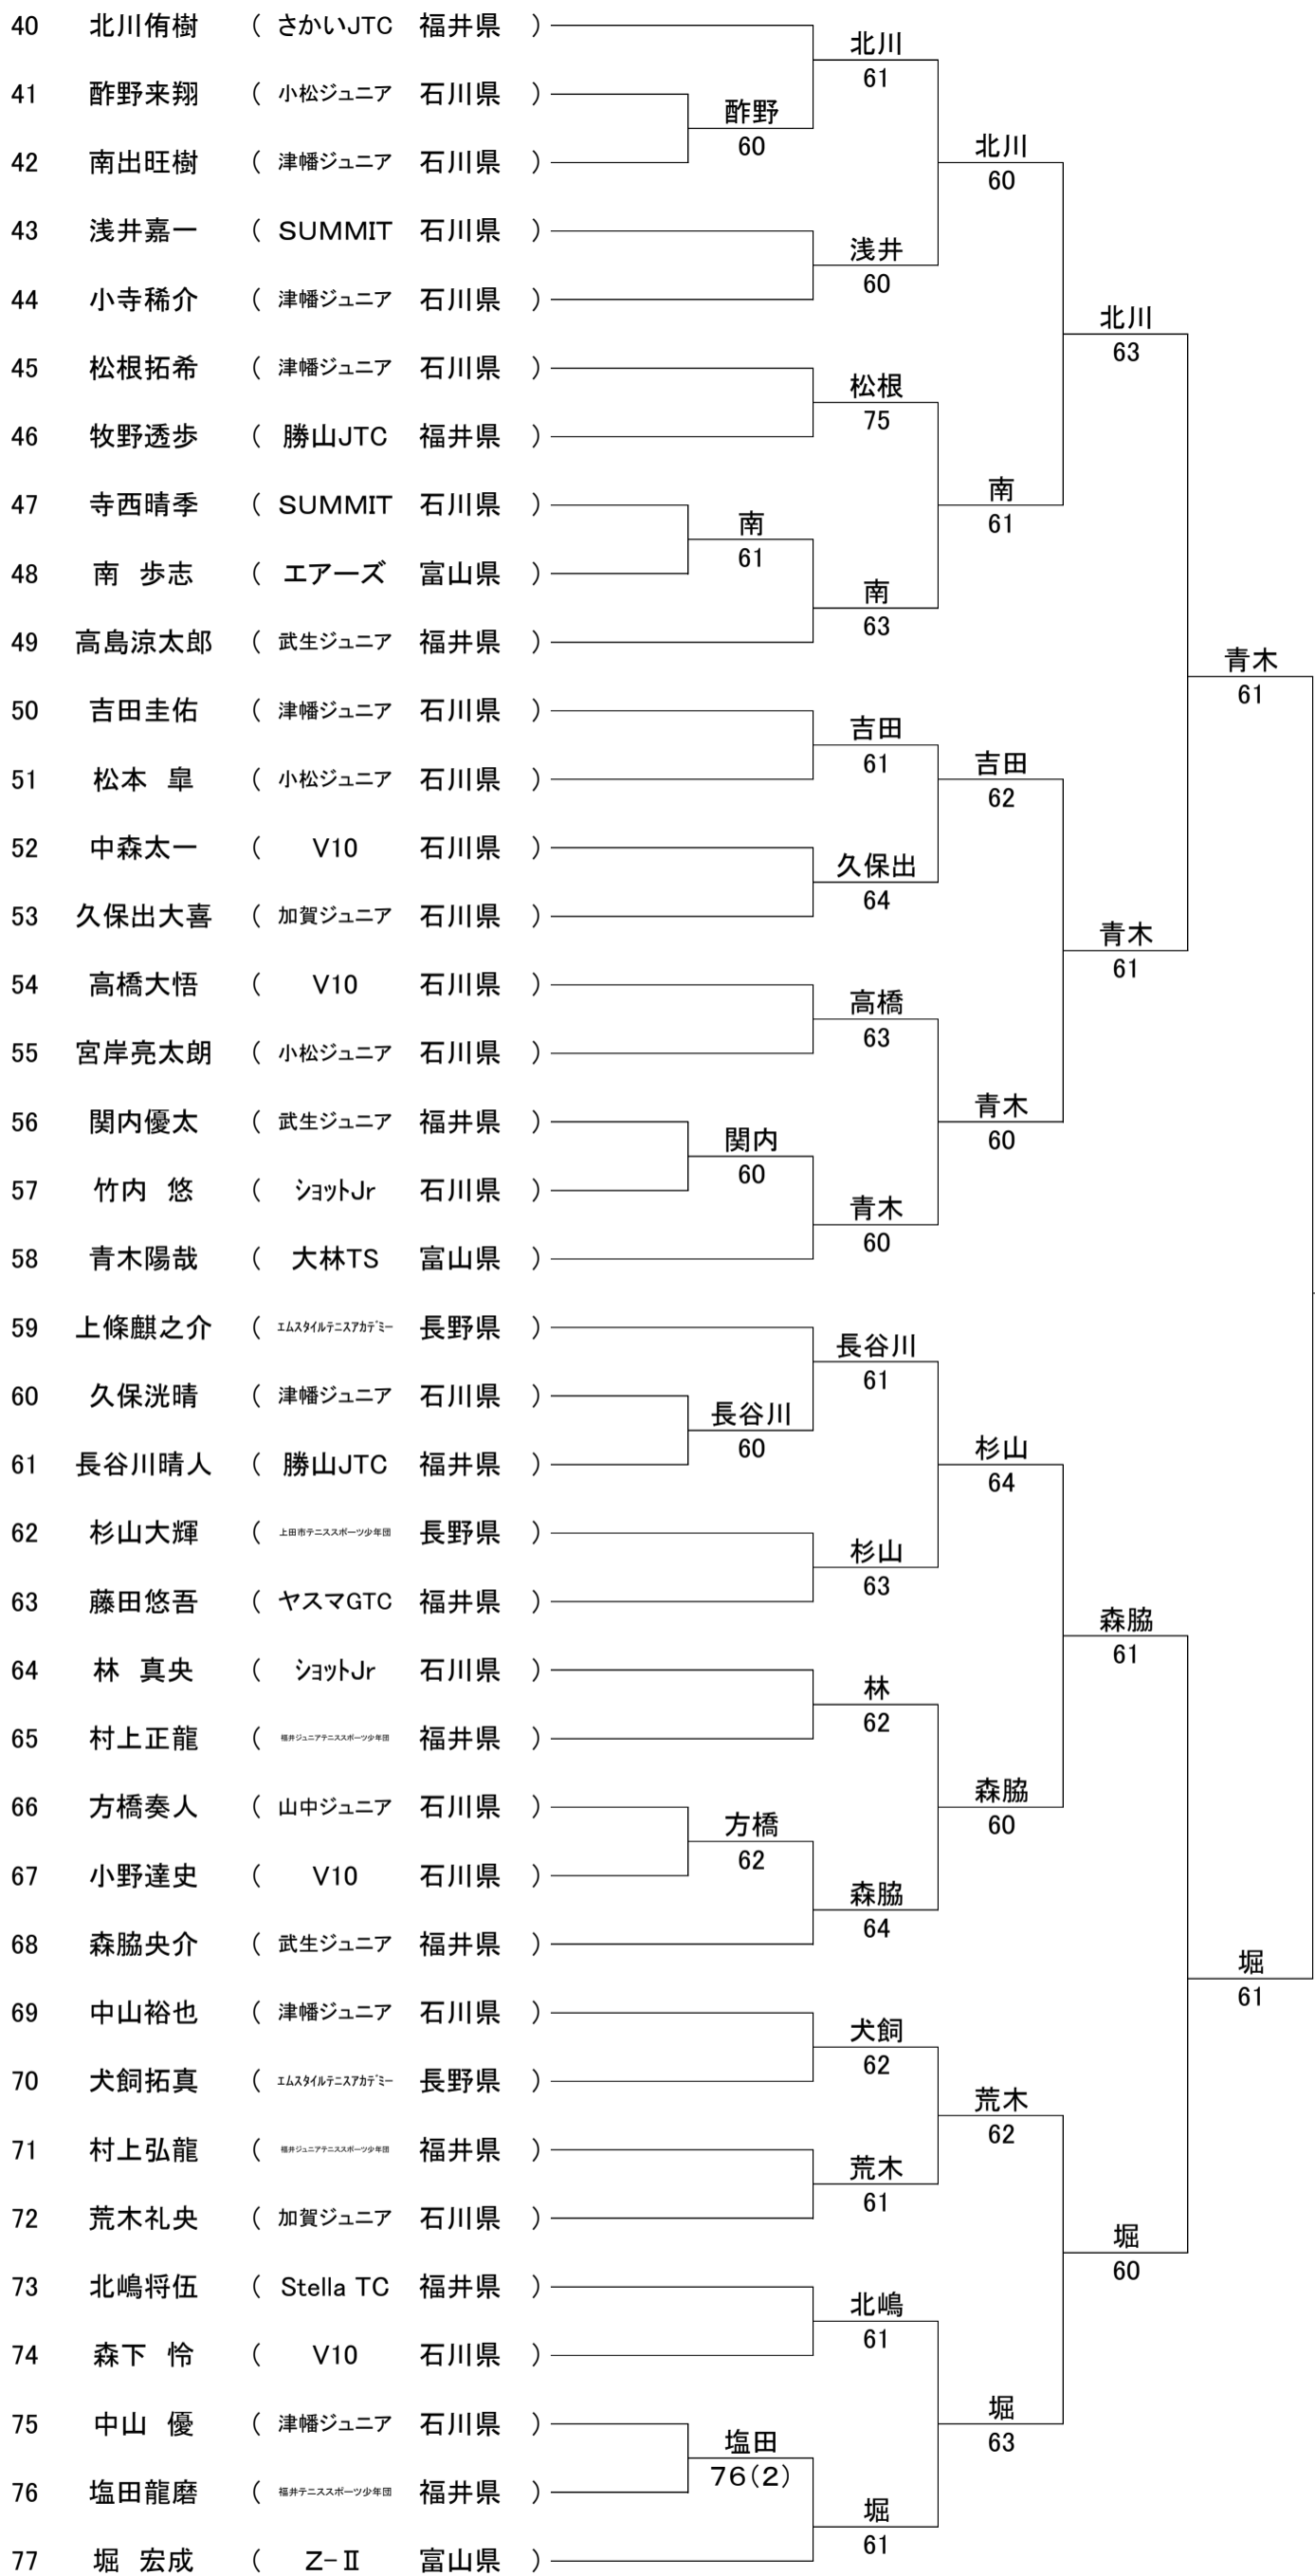 40 北川侑樹 ( さかいJTC 福井県 )
北川
61
41 酢野来翔 ( 小松ジュニア 石川県 )
酢野
60
42 南出旺樹 ( 津幡ジュニア 石川県 )
北川
60
43 浅井嘉一 ( SUMMIT 石川県 )
浅井
60
44 小寺稀介 ( 津幡ジュニア 石川県 )
北川
63
45 松根拓希 ( 津幡ジュニア 石川県 )
松根
75
46 牧野透歩 ( 勝山JTC 福井県 )
47 寺西晴季 ( SUMMIT 石川県 )
南
61
南
61
48 南 歩志 ( エアーズ 富山県 )
南
63
49 高島涼太郎 ( 武生ジュニア 福井県 )
青木
61
50 吉田圭佑 ( 津幡ジュニア 石川県 )
吉田
61
51 松本 皐 ( 小松ジュニア 石川県 )
吉田
62
52 中森太一 ( V10 石川県 )
久保出
64
53 久保出大喜 ( 加賀ジュニア 石川県 )
青木
61
54 高橋大悟 ( V10 石川県 )
高橋
63
55 宮岸亮太朗 ( 小松ジュニア 石川県 )
青木
60
56 関内優太 ( 武生ジュニア 福井県 )
関内
60
57 竹内 悠 ( ショットJr 石川県 )
青木
60
58 青木陽哉 ( 大林TS 富山県 )
59 上條麒之介 ( エムスタイルテニスアカデミー 長野県 )
長谷川
61
60 久保洸晴 ( 津幡ジュニア 石川県 )
長谷川
60
61 長谷川晴人 ( 勝山JTC 福井県 )
杉山
64
62 杉山大輝 ( 上田市テニススポーツ少年団 長野県 )
杉山
63
63 藤田悠吾 ( ヤスマGTC 福井県 )
森脇
61
64 林 真央 ( ショットJr 石川県 )
林
62
65 村上正龍 ( 福井ジュニアテニススポーツ少年団 福井県 )
森脇
60
66 方橋奏人 ( 山中ジュニア 石川県 )
方橋
62
67 小野達史 ( V10 石川県 )
森脇
64
68 森脇央介 ( 武生ジュニア 福井県 )
堀
61
69 中山裕也 ( 津幡ジュニア 石川県 )
犬飼
62
70 犬飼拓真 ( エムスタイルテニスアカデミー 長野県 )
荒木
62
71 村上弘龍 ( 福井ジュニアテニススポーツ少年団 福井県 )
荒木
61
72 荒木礼央 ( 加賀ジュニア 石川県 )
堀
60
73 北嶋将伍 ( Stella TC 福井県 )
北嶋
61
74 森下 怜 ( V10 石川県 )
75 中山 優 ( 津幡ジュニア 石川県 )
堀
63
塩田
76(2)
76 塩田龍磨 ( 福井テニススポーツ少年団 福井県 )
堀
61
77 堀 宏成 ( Z-Ⅱ 富山県 )